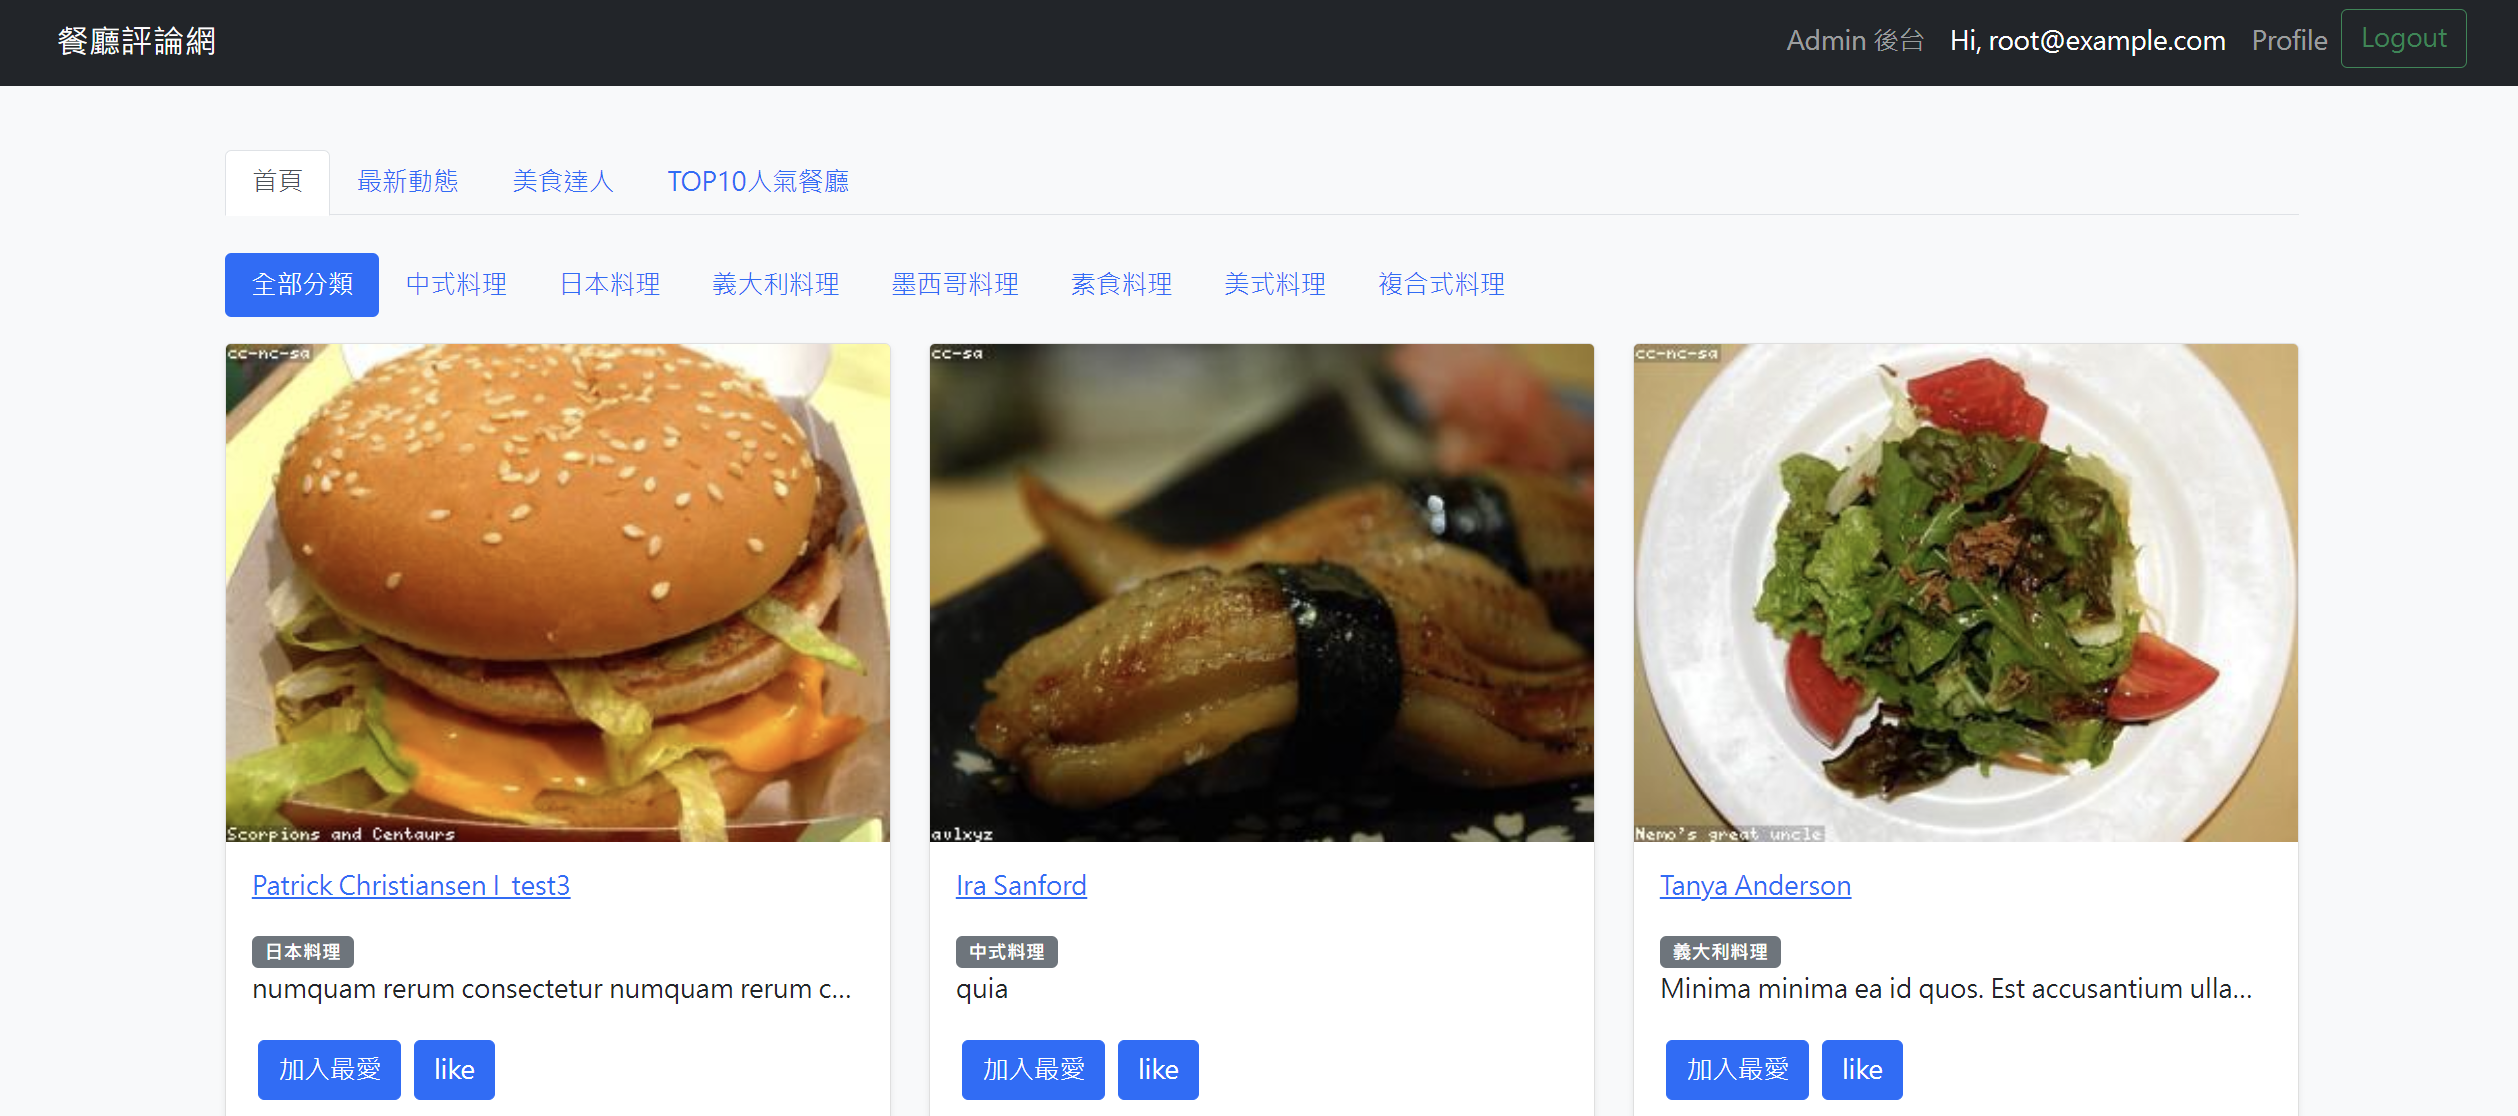 餐廳評論網 Admin 後台 Hi, root@example.com Profile Logout
首頁 最新動態 美食達人 TOP10人氣餐廳
全部分類 中式料理 日本料理 義大利料理 墨西哥料理 素食料理 美式料理 複合式料理
cc-nc-sa cc-sa cc-nc-sa
Scorpions and Centaurs avlxyz Nemo's great uncle
Patrick Christiansen I_test3 Ira Sanford Tanya Anderson
日本料理 中式料理 義大利料理
numquam rerum consectetur numquam rerum c... quia Minima minima ea id quos. Est accusantium ulla...
加入最愛 like 加入最愛 like 加入最愛 like